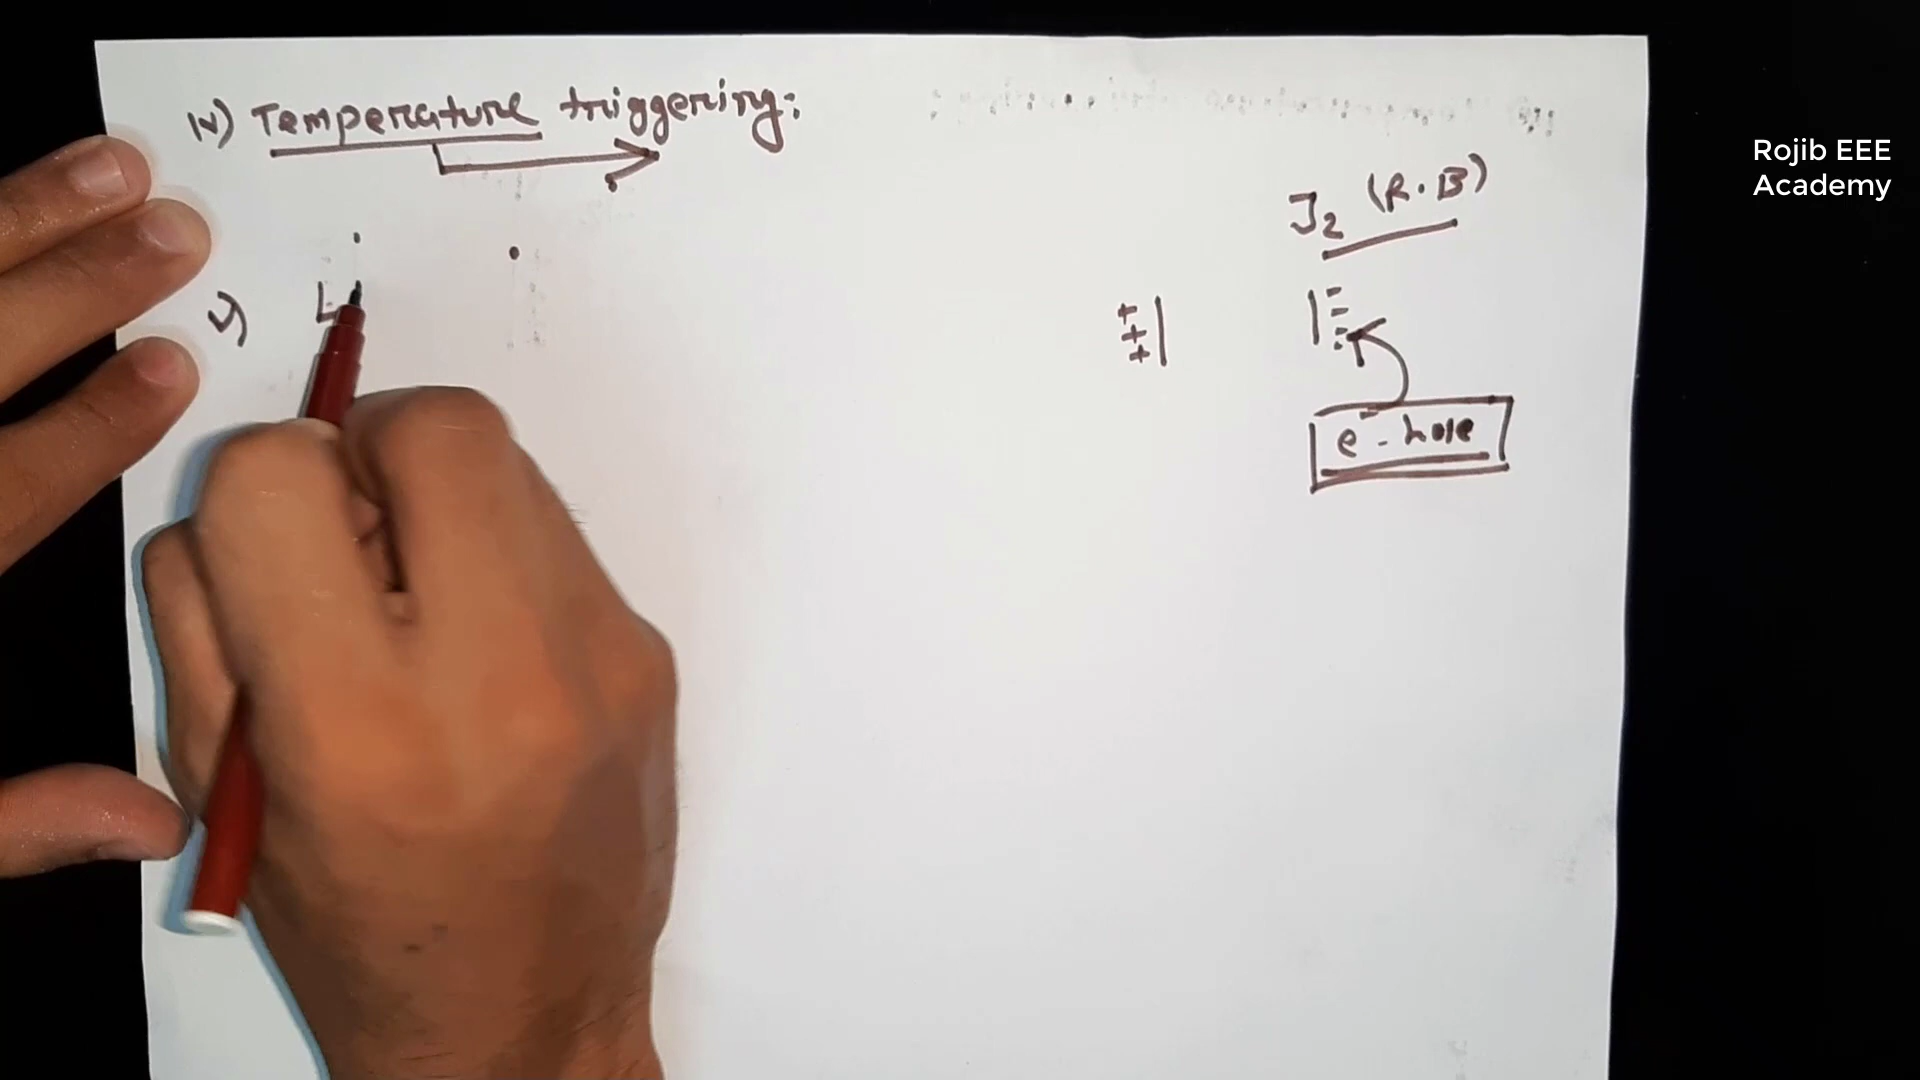 iv) Temperature triggering:
Rojib EEE
Academy
J2 (R.B)
v) L
+ + +
e- - hole